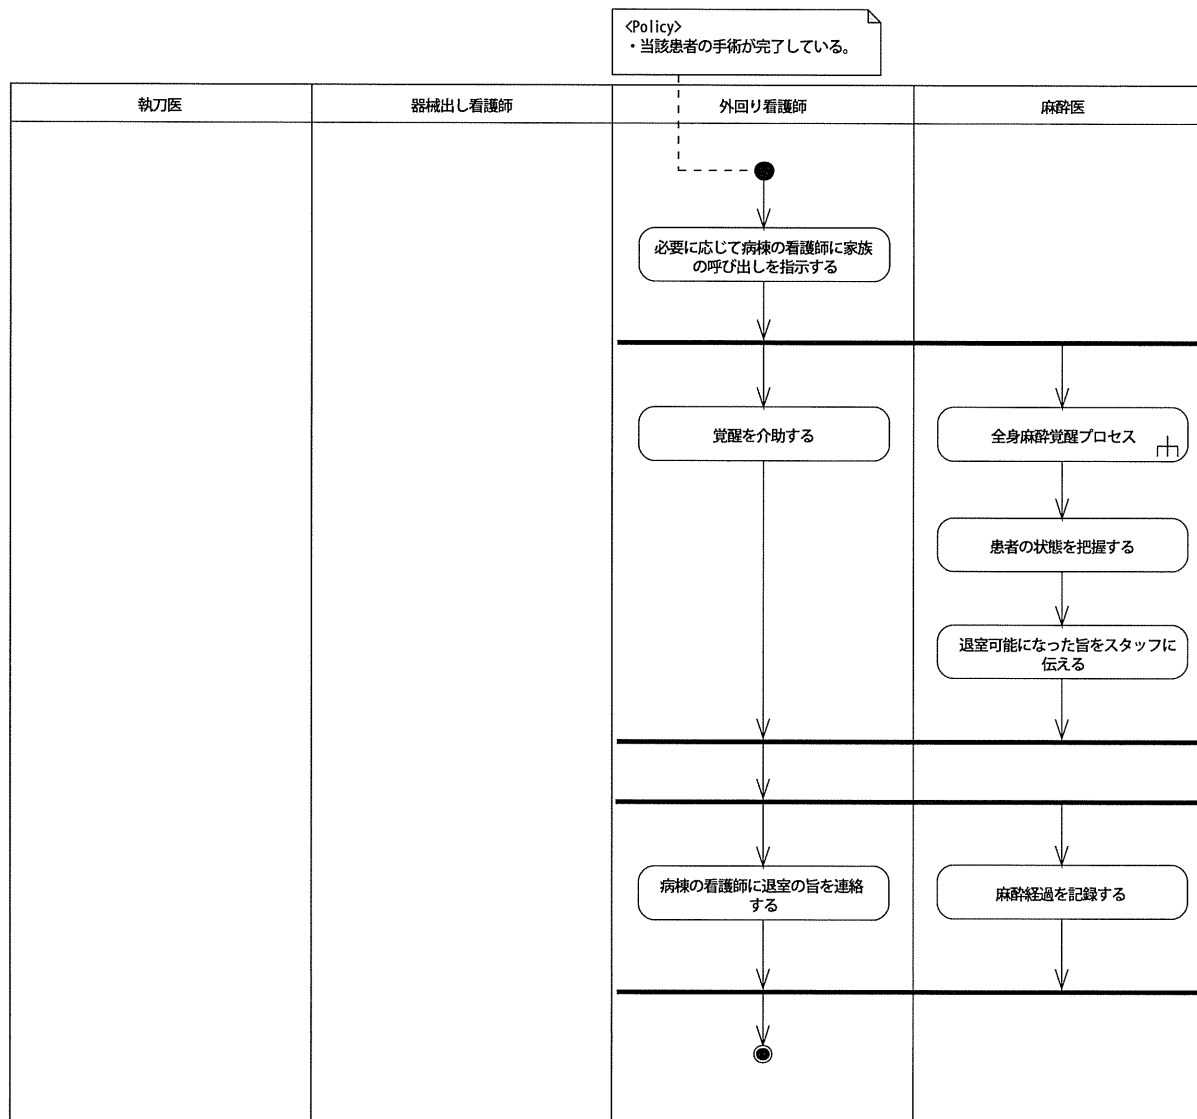 <Policy>
・当該患者の手術が完了している。
執刀医
器械出し看護師
外回り看護師
麻酔医
必要に応じて病棟の看護師に家族
の呼び出しを指示する
覚醒を介助する
全身麻酔覚醒プロセス
患者の状態を把握する
退室可能になった旨をスタッフに
伝える
病棟の看護師に退室の旨を連絡
する
麻酔経過を記録する